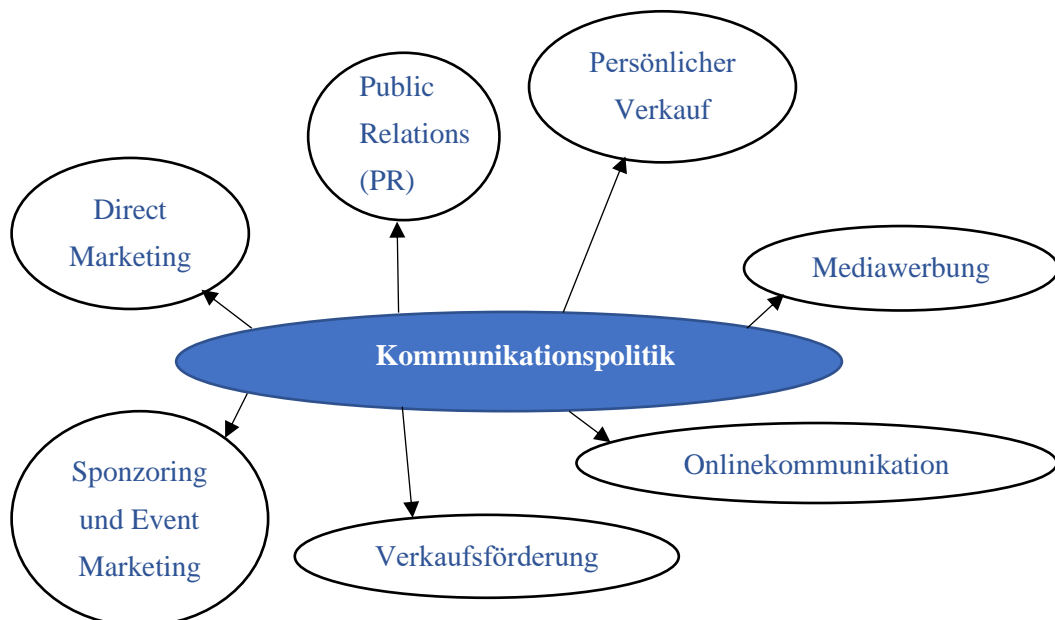 Persönlicher
Verkauf
Public
Relations
(PR)
Direct
Marketing
Mediawerbung
Kommunikationspolitik
Sponzoring
und Event
Marketing
Onlinekommunikation
Verkaufsförderung